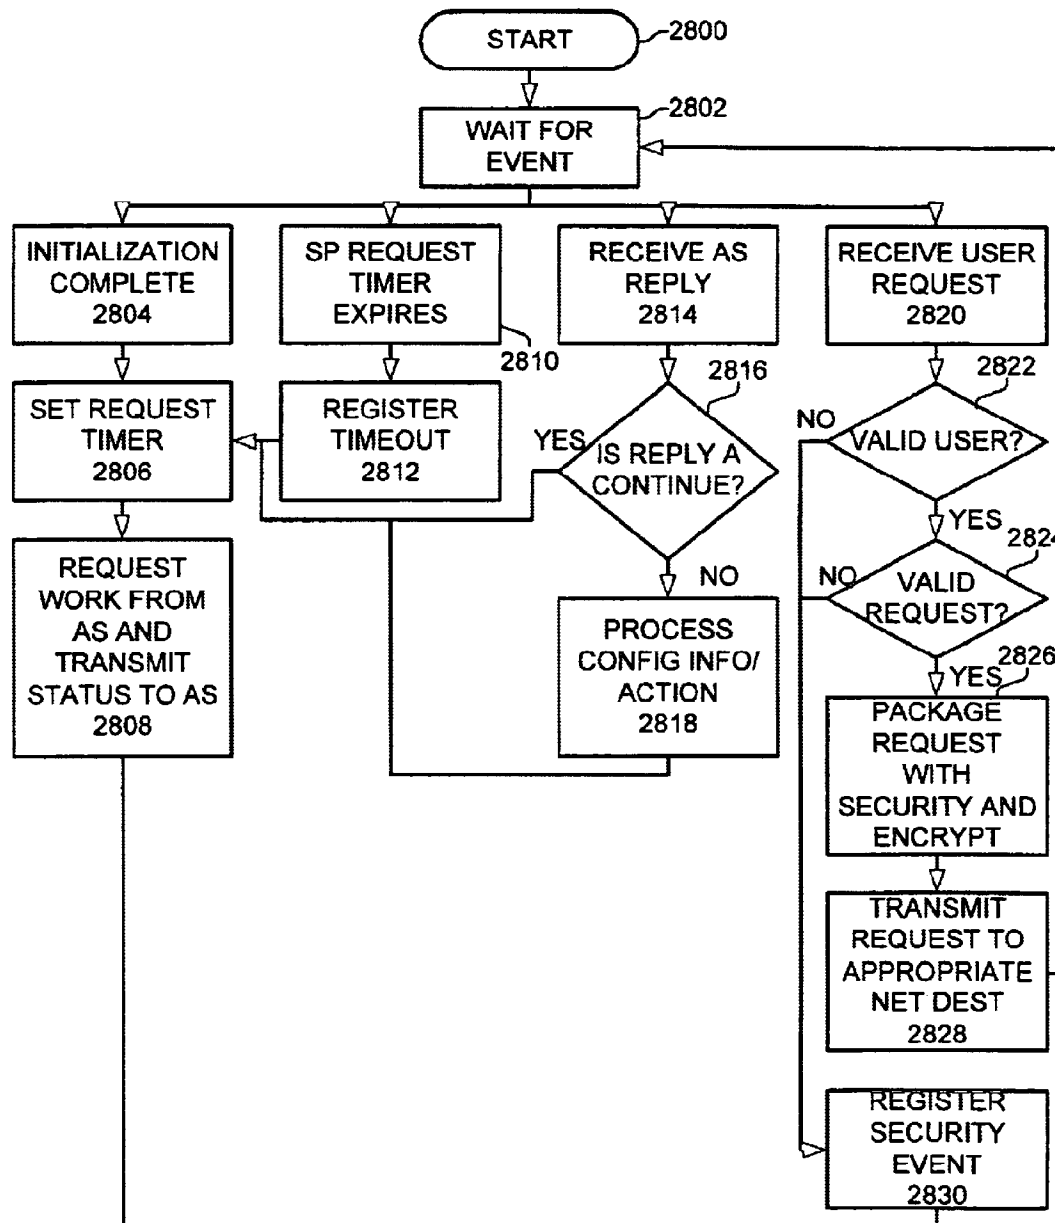 START
2800
WAIT FOR
EVENT
2802
INITIALIZATION
COMPLETE
2804
SP REQUEST
TIMER
EXPIRES
2810
RECEIVE AS
REPLY
2814
RECEIVE USER
REQUEST
2820
SET REQUEST
TIMER
2806
REGISTER
TIMEOUT
2812
YES
IS REPLY A
CONTINUE?
2816
NO
NO
VALID USER?
2822
YES
NO
VALID
REQUEST?
2824
YES
REQUEST
WORK FROM
AS AND
TRANSMIT
STATUS TO AS
2808
PROCESS
CONFIG INFO/
ACTION
2818
2826
PACKAGE
REQUEST
WITH
SECURITY AND
ENCRYPT
TRANSMIT
REQUEST TO
APPROPRIATE
NET DEST
2828
REGISTER
SECURITY
EVENT
2830